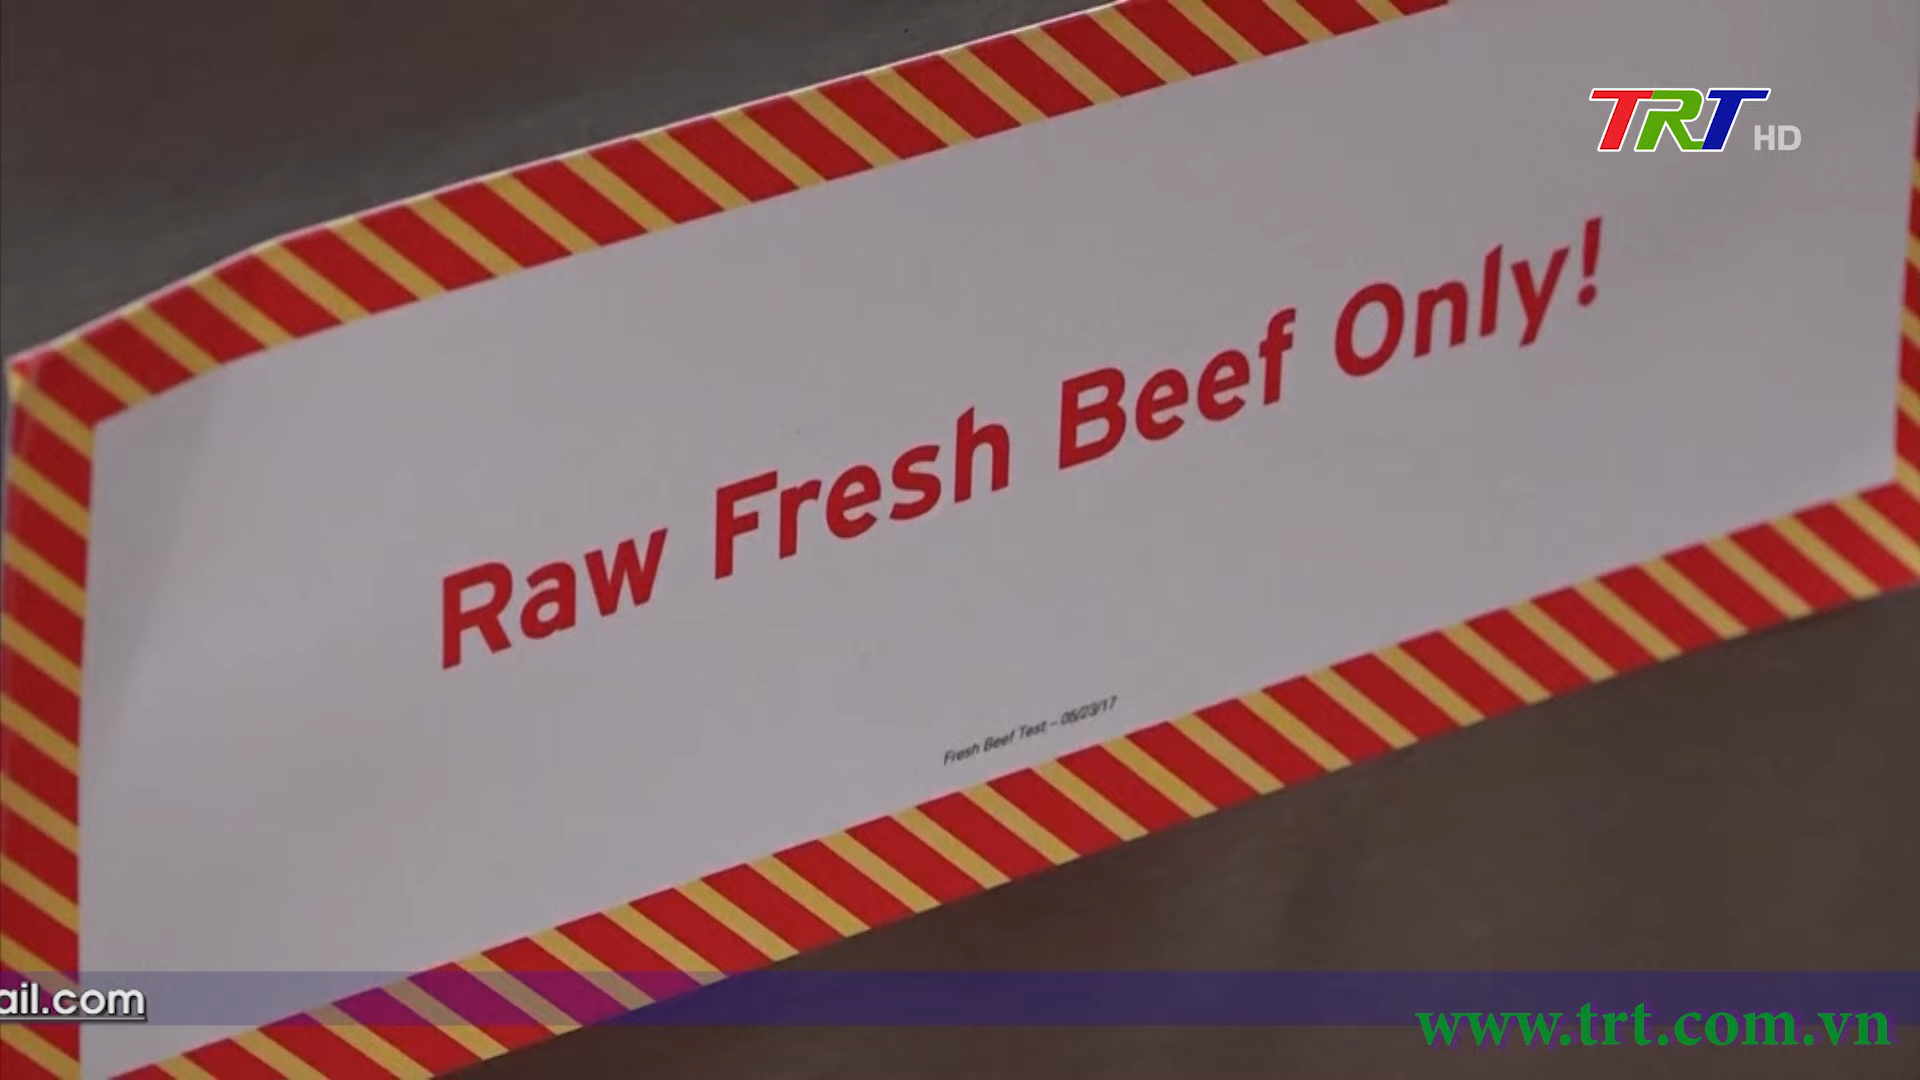 TRT HD
Raw Fresh Beef Only!
Fresh Beef Test – 05/23/17
ail.com
www.trt.com.vn